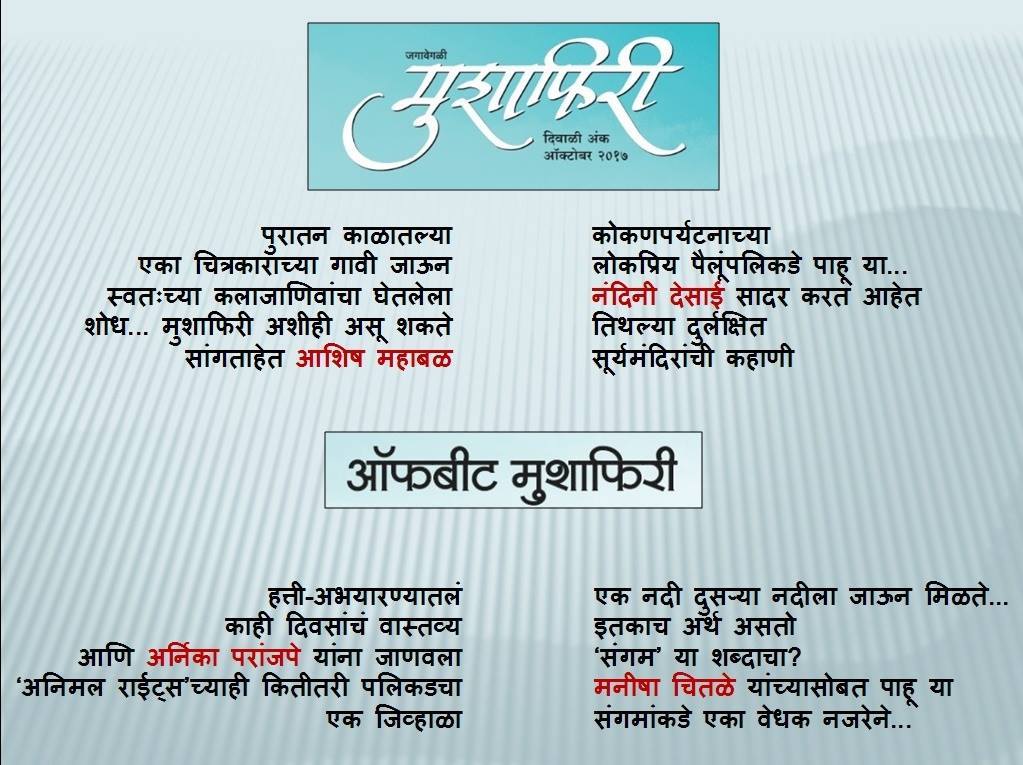 जगावेगळी
मुशाफिरी
दिवाळी अंक
ऑक्टोबर २०१७
पुरातन काळातल्या
एका चित्रकाराच्या गावी जाऊन
स्वतःच्या कलाजाणिवांचा घेतलेला
शोध... मुशाफिरी अशीही असू शकते
सांगताहेत आशिष महाबळ
कोकणपर्यटनाच्या
लोकप्रिय पैलूंपलिकडे पाहू या...
नंदिनी देसाई सादर करत आहेत
तिथल्या दुर्लक्षित
सूर्यमंदिरांची कहाणी
ऑफबीट मुशाफिरी
हत्ती-अभयारण्यातलं
काही दिवसांचं वास्तव्य
आणि अर्निका परांजपे यांना जाणवला
‘अनिमल राईट्स’च्याही कितीतरी पलिकडचा
एक जिव्हाळा
एक नदी दुसऱ्या नदीला जाऊन मिळते...
इतकाच अर्थ असतो
‘संगम’ या शब्दाचा?
मनीषा चितळे यांच्यासोबत पाहू या
संगमांकडे एका वेधक नजरेने...